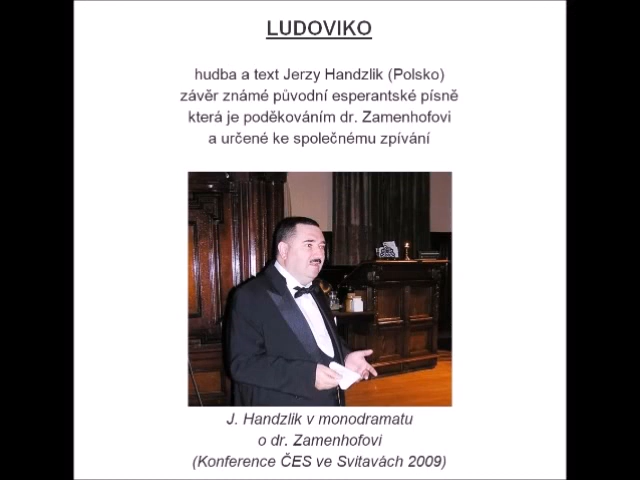 LUDOVIKO
hudba a text Jerzy Handzlik (Polsko)
závěr známé původní esperantské písně
která je poděkováním dr. Zamenhofovi
a určené ke společnému zpívání
J. Handzlik v monodramatu
o dr. Zamenhofovi
(Konference ČES ve Svitavách 2009)